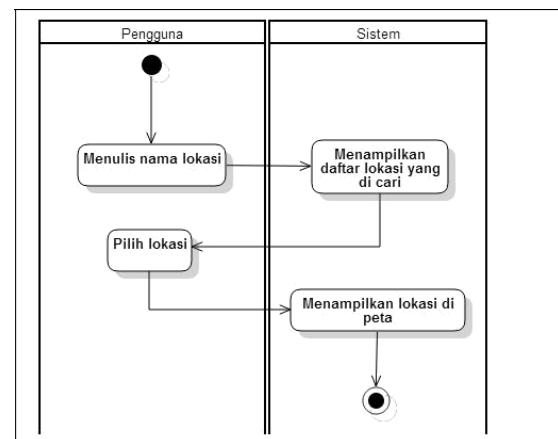 Pengguna
Sistem
Menulis nama lokasi
Menampilkan
daftar lokasi yang
di cari
Pilih lokasi
Menampilkan lokasi di
peta